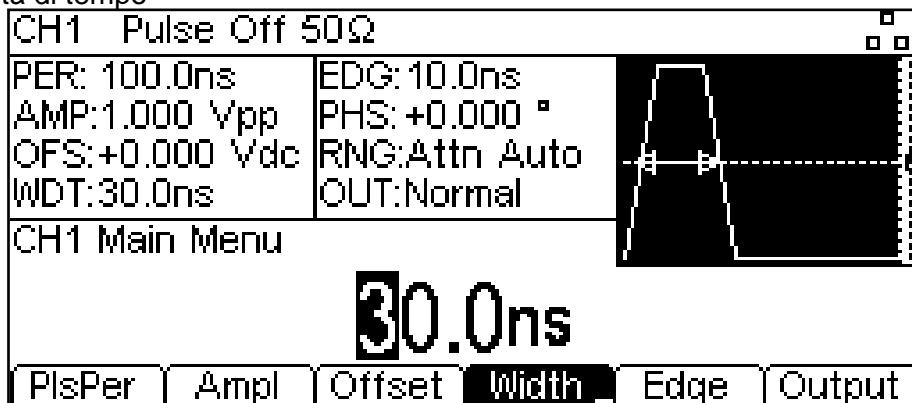 CH1 Pulse Off 50Ω
PER: 100.0ns
AMP:1.000 Vpp
OFS:+0.000 Vdc
WDT:30.0ns
EDG:10.0ns
PHS:+0.000 °
RNG:Attn Auto
OUT:Normal
CH1 Main Menu
30.0ns
PlsPer Ampl Offset Width Edge Output